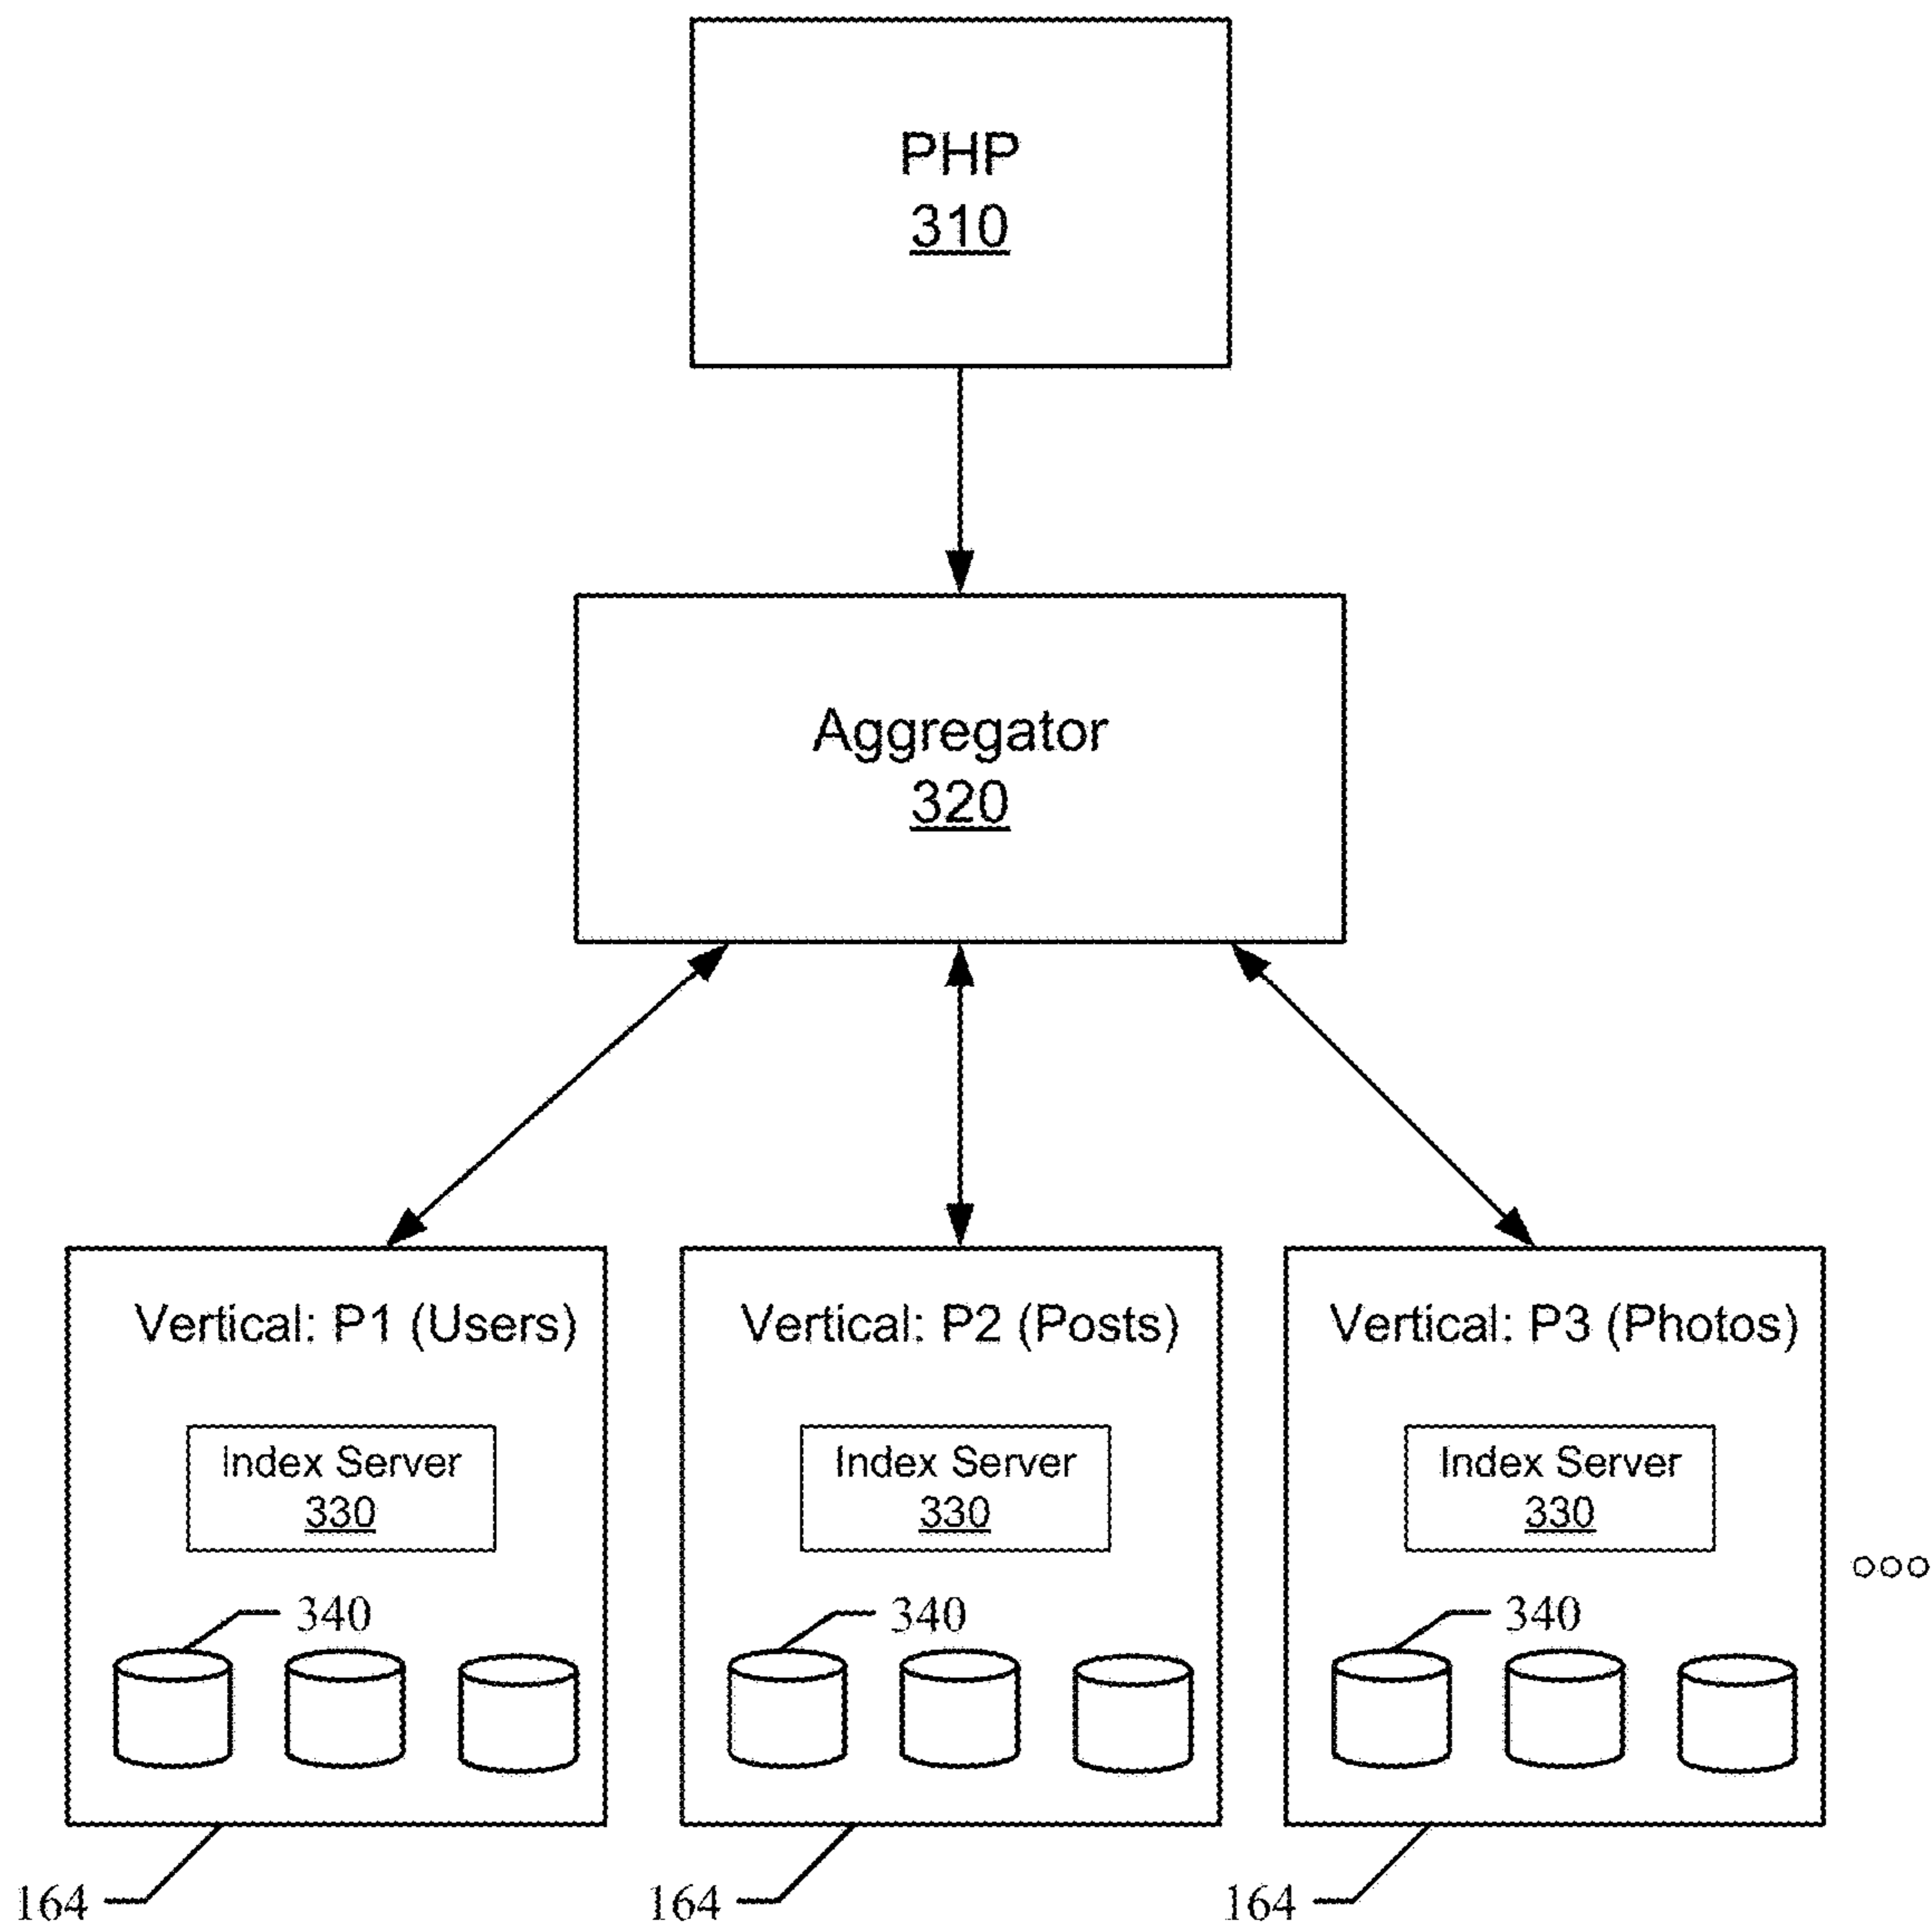 PHP
310
Aggregator
320
Vertical: P1 (Users)
Index Server
330
340
164
Vertical: P2 (Posts)
Index Server
330
340
164
Vertical: P3 (Photos)
Index Server
330
340
164